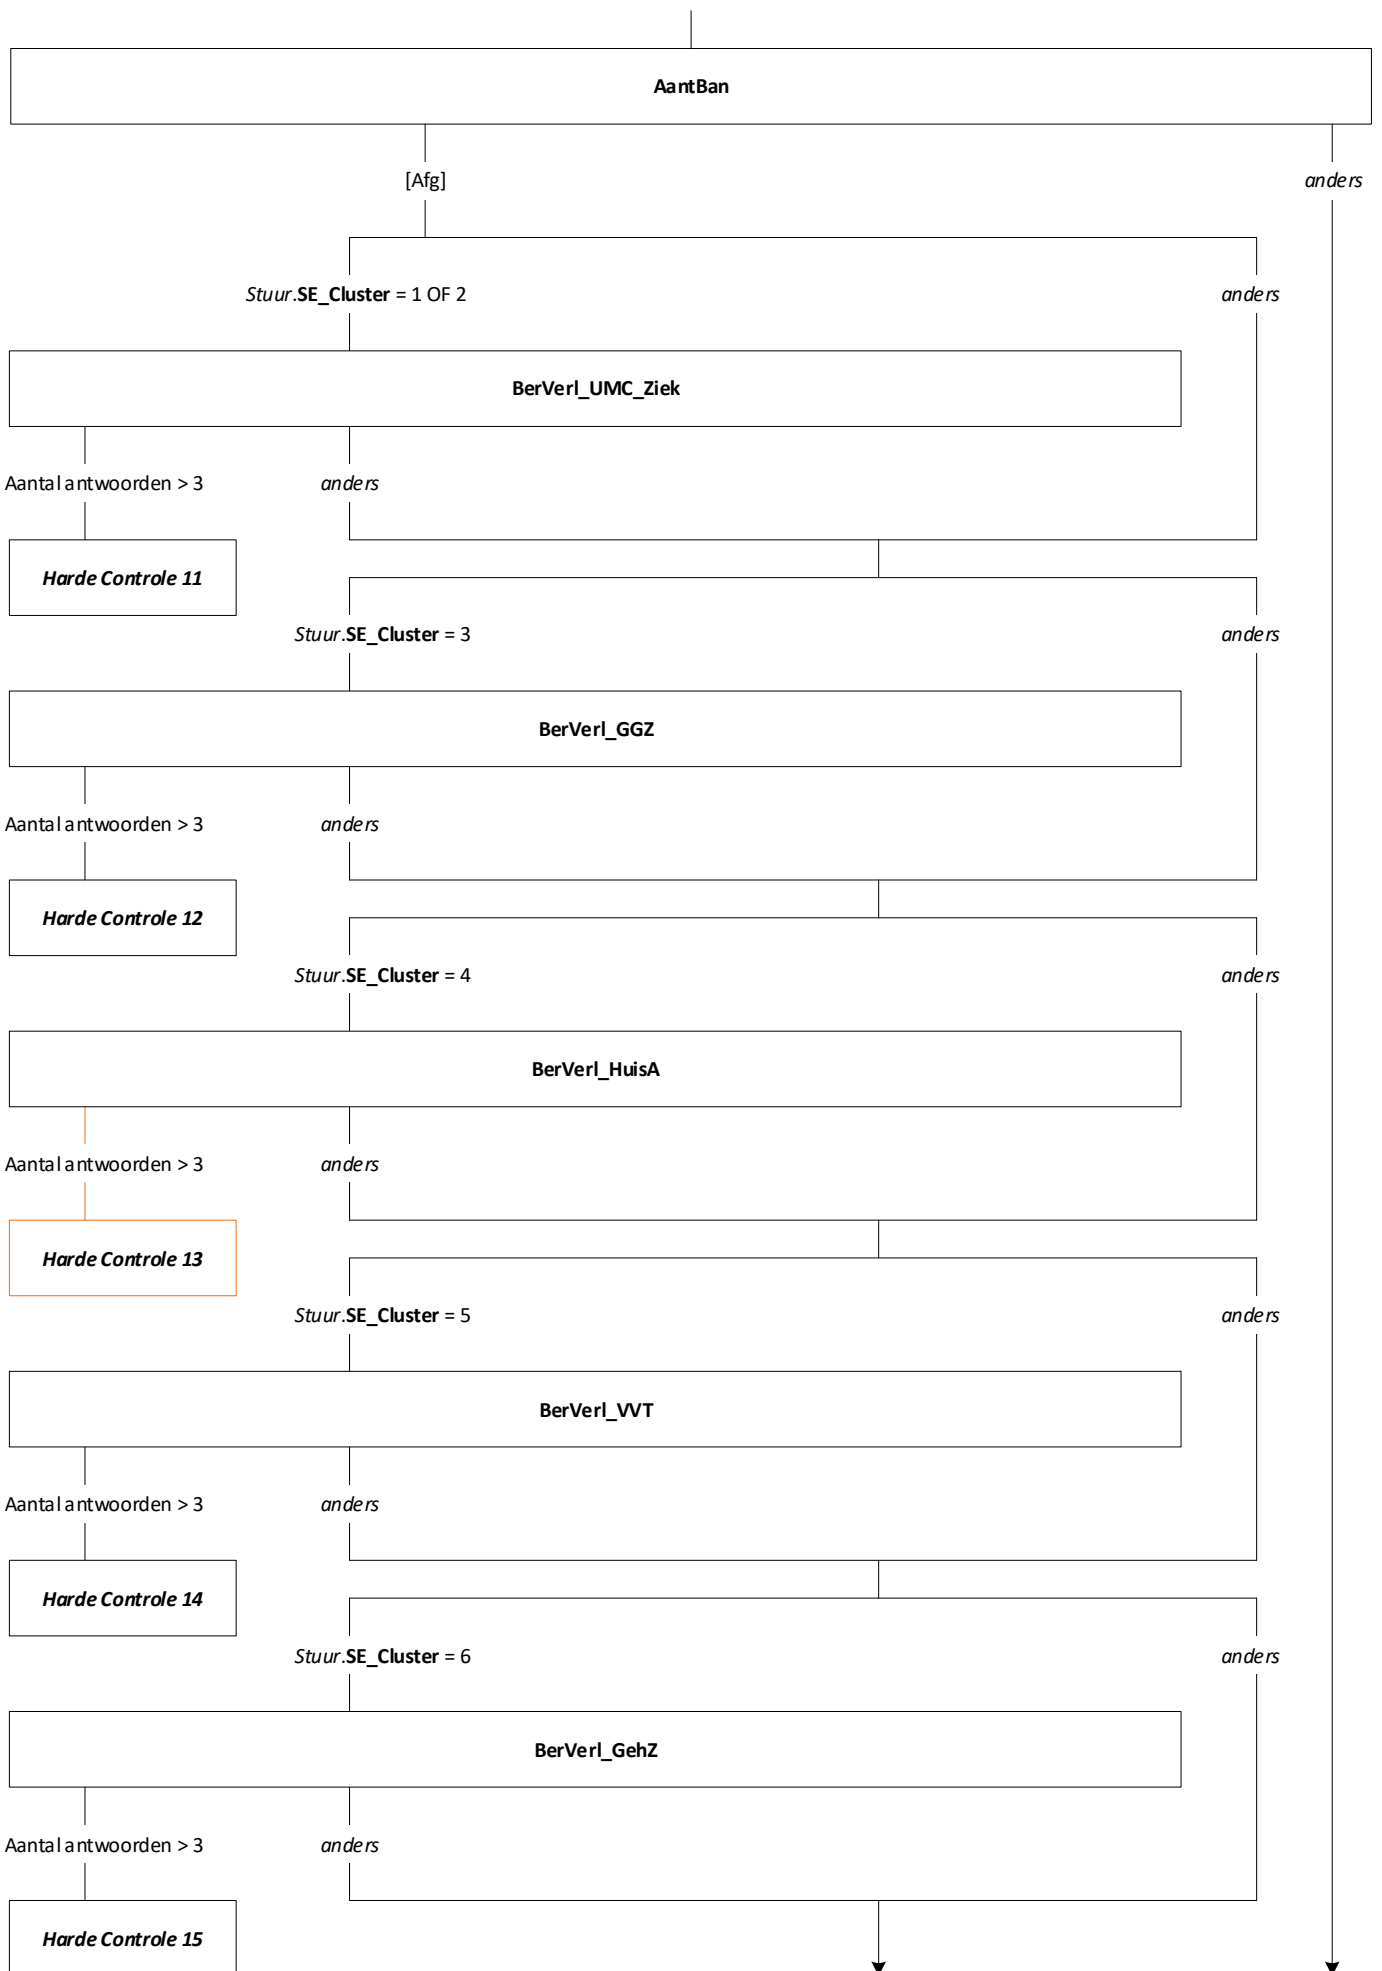 AantBan
[Afg] anders
Stuur.SE_Cluster = 1 OF 2 anders
BerVerl_UMC_Ziek
Aantal antwoorden > 3 anders
Harde Controle 11
Stuur.SE_Cluster = 3 anders
BerVerl_GGZ
Aantal antwoorden > 3 anders
Harde Controle 12
Stuur.SE_Cluster = 4 anders
BerVerl_HuisA
Aantal antwoorden > 3 anders
Harde Controle 13
Stuur.SE_Cluster = 5 anders
BerVerl_VVT
Aantal antwoorden > 3 anders
Harde Controle 14
Stuur.SE_Cluster = 6 anders
BerVerl_GehZ
Aantal antwoorden > 3 anders
Harde Controle 15